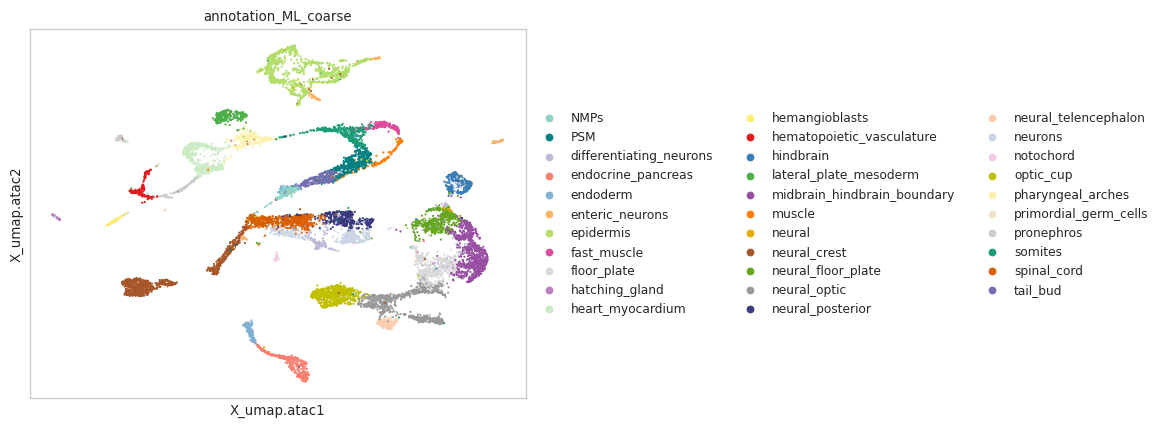 annotation_ML_coarse
X_umap.atac2
X_umap.atac1
NMPs
PSM
differentiating_neurons
endocrine_pancreas
endoderm
enteric_neurons
epidermis
fast_muscle
floor_plate
hatching_gland
heart_myocardium
hemangioblasts
hematopoietic_vasculature
hindbrain
lateral_plate_mesoderm
midbrain_hindbrain_boundary
muscle
neural
neural_crest
neural_floor_plate
neural_optic
neural_posterior
neural_telencephalon
neurons
notochord
optic_cup
pharyngeal_arches
primordial_germ_cells
pronephros
somites
spinal_cord
tail_bud